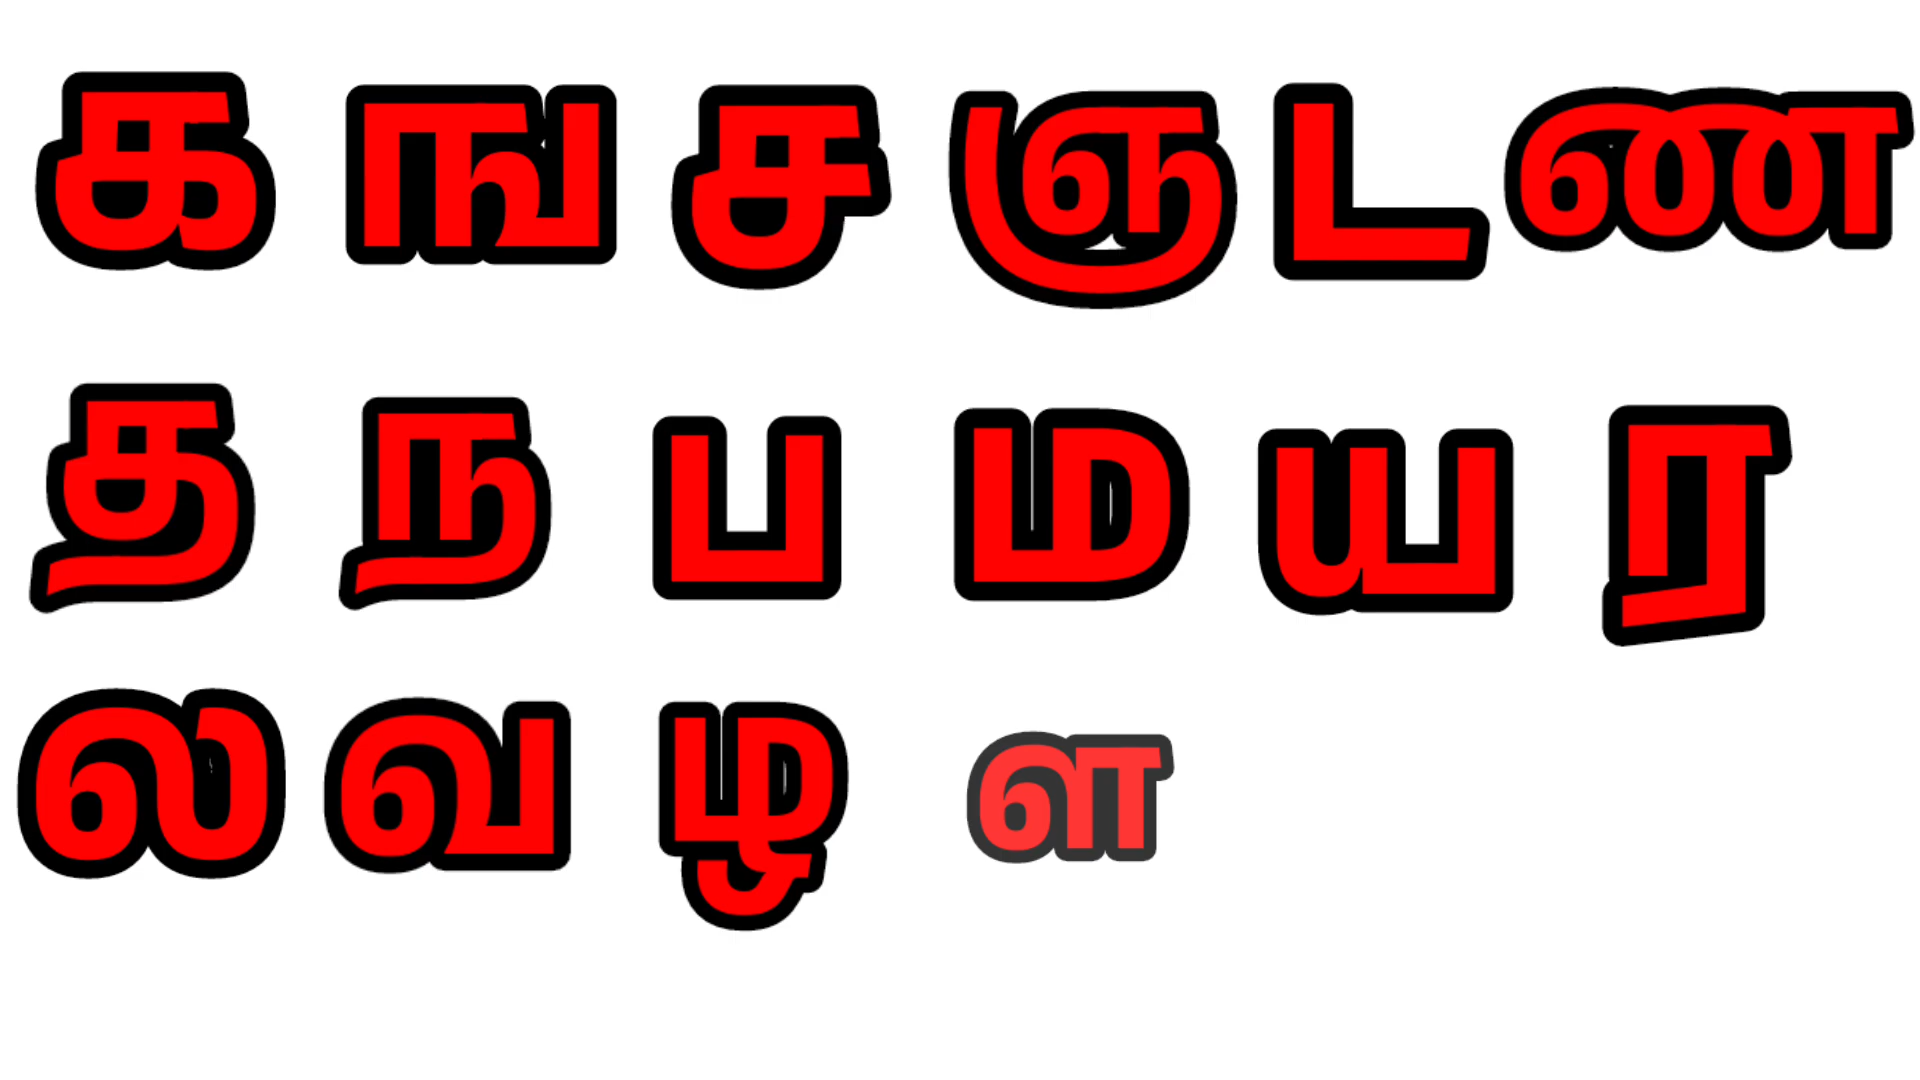 க ங ச ஞ ட ண
த ந ப ம ய ர
ல வ ழ ள